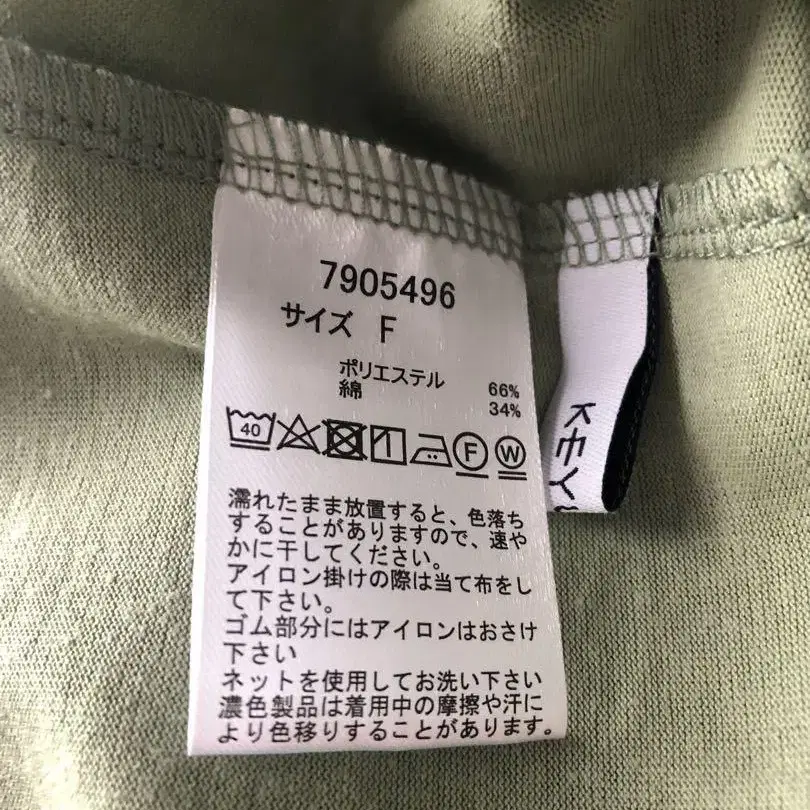 7905496
サイズ F
ポリエステル 66%
綿 34%
40
F
W
濡れたまま放置すると、色落ち
することがありますので、速や
かに干してください。
アイロン掛けの際は当て布をし
て下さい。
ゴム部分にはアイロンはおさけ
下さい
ネットを使用してお洗い下さい
濃色製品は着用中の摩擦や汗に
より色移りすることがあります。
KEY